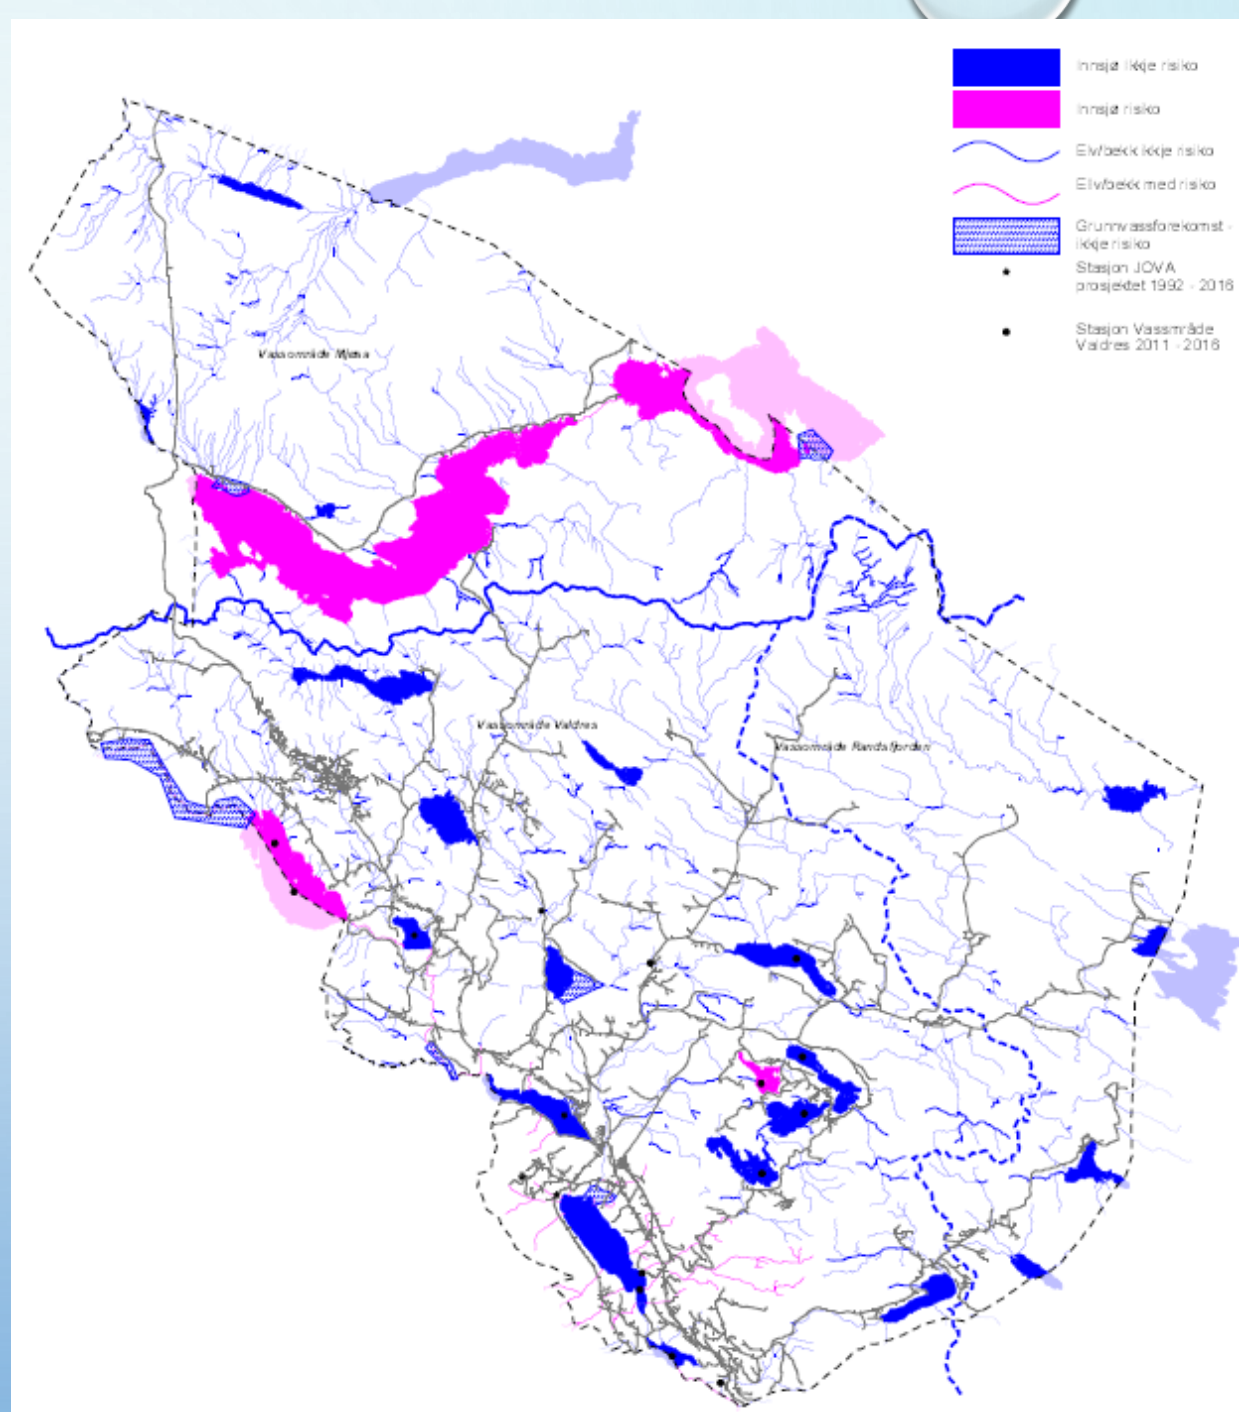 Innsjø ikkje risiko
Innsjø risiko
Elv/bekk ikkje risiko
Ellv/bekk med risiko
Grunnvassforekomst -
ikkje risiko
Stasjon JOVA
prosjektet 1992 - 2016
Stasjon Vassmråde
Valdres 2011 - 2016
Vassområde Mjøsa
Vassområde Valdres
Vassområde Randsfjorden